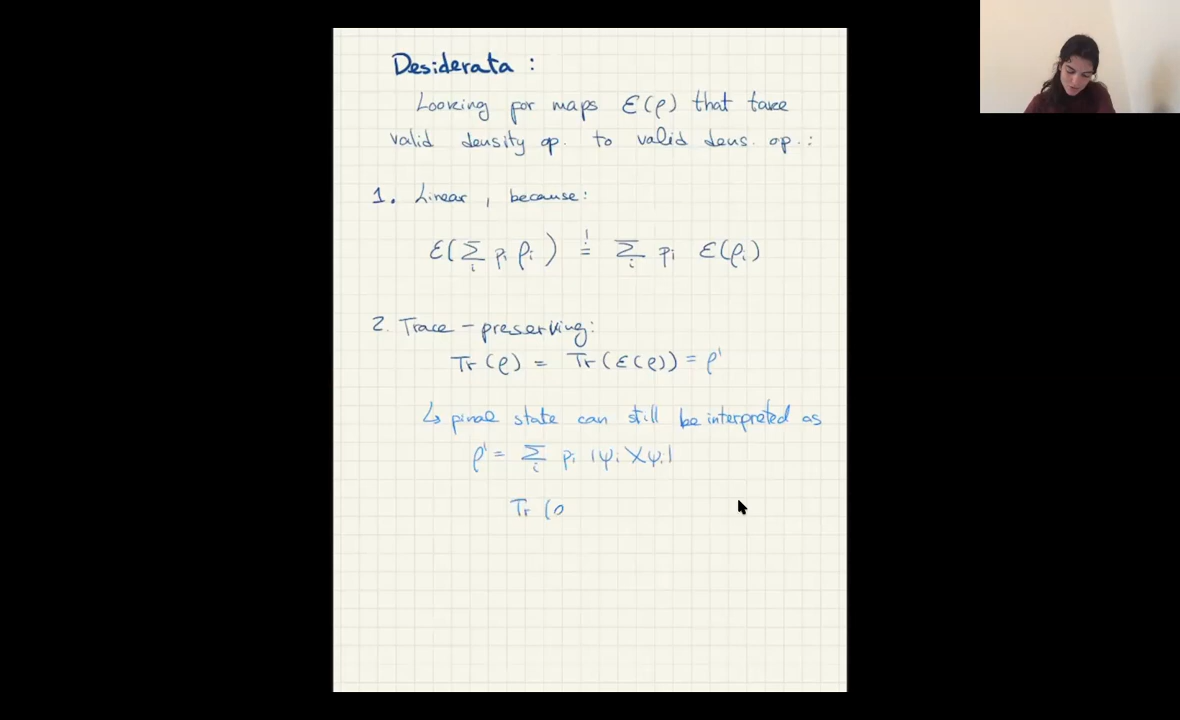 Desiderata :
Looking for maps ε(ρ) that take
valid density op. to valid dens. op. :
1. Linear , because:
ε( Σ_i p_i ρ_i ) =! Σ_i p_i ε(ρ_i)
2. Trace - preserving:
Tr (ρ) = Tr (ε(ρ)) = ρ'
↳ final state can still be interpreted as
ρ' = Σ_i p_i |ψ_i X ψ_i|
Tr (ρ